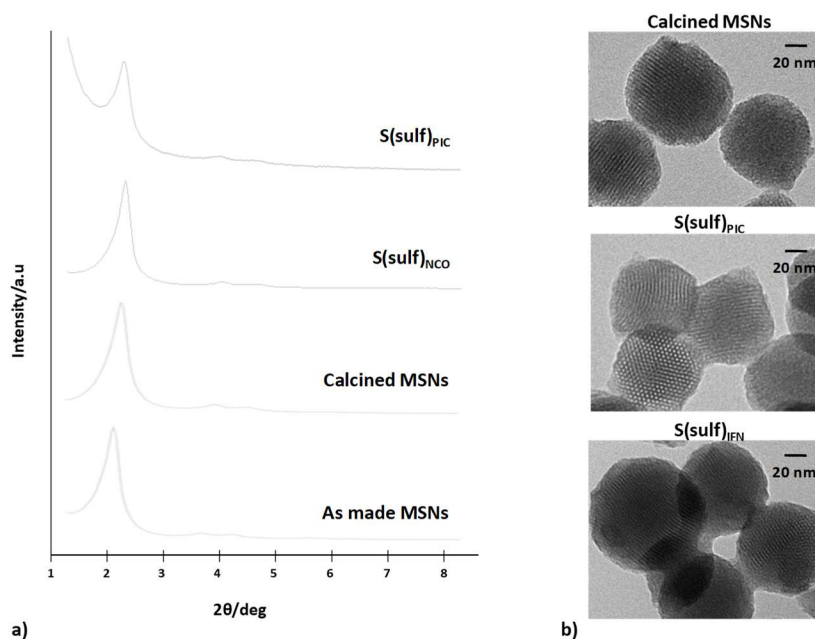 Intensity/a.u
S(sulf)PIC
S(sulf)NCO
Calcined MSNs
As made MSNs
1 2 3 4 5 6 7 8
2θ/deg
a)
Calcined MSNs
20 nm
S(sulf)PIC
20 nm
S(sulf)IFN
20 nm
b)